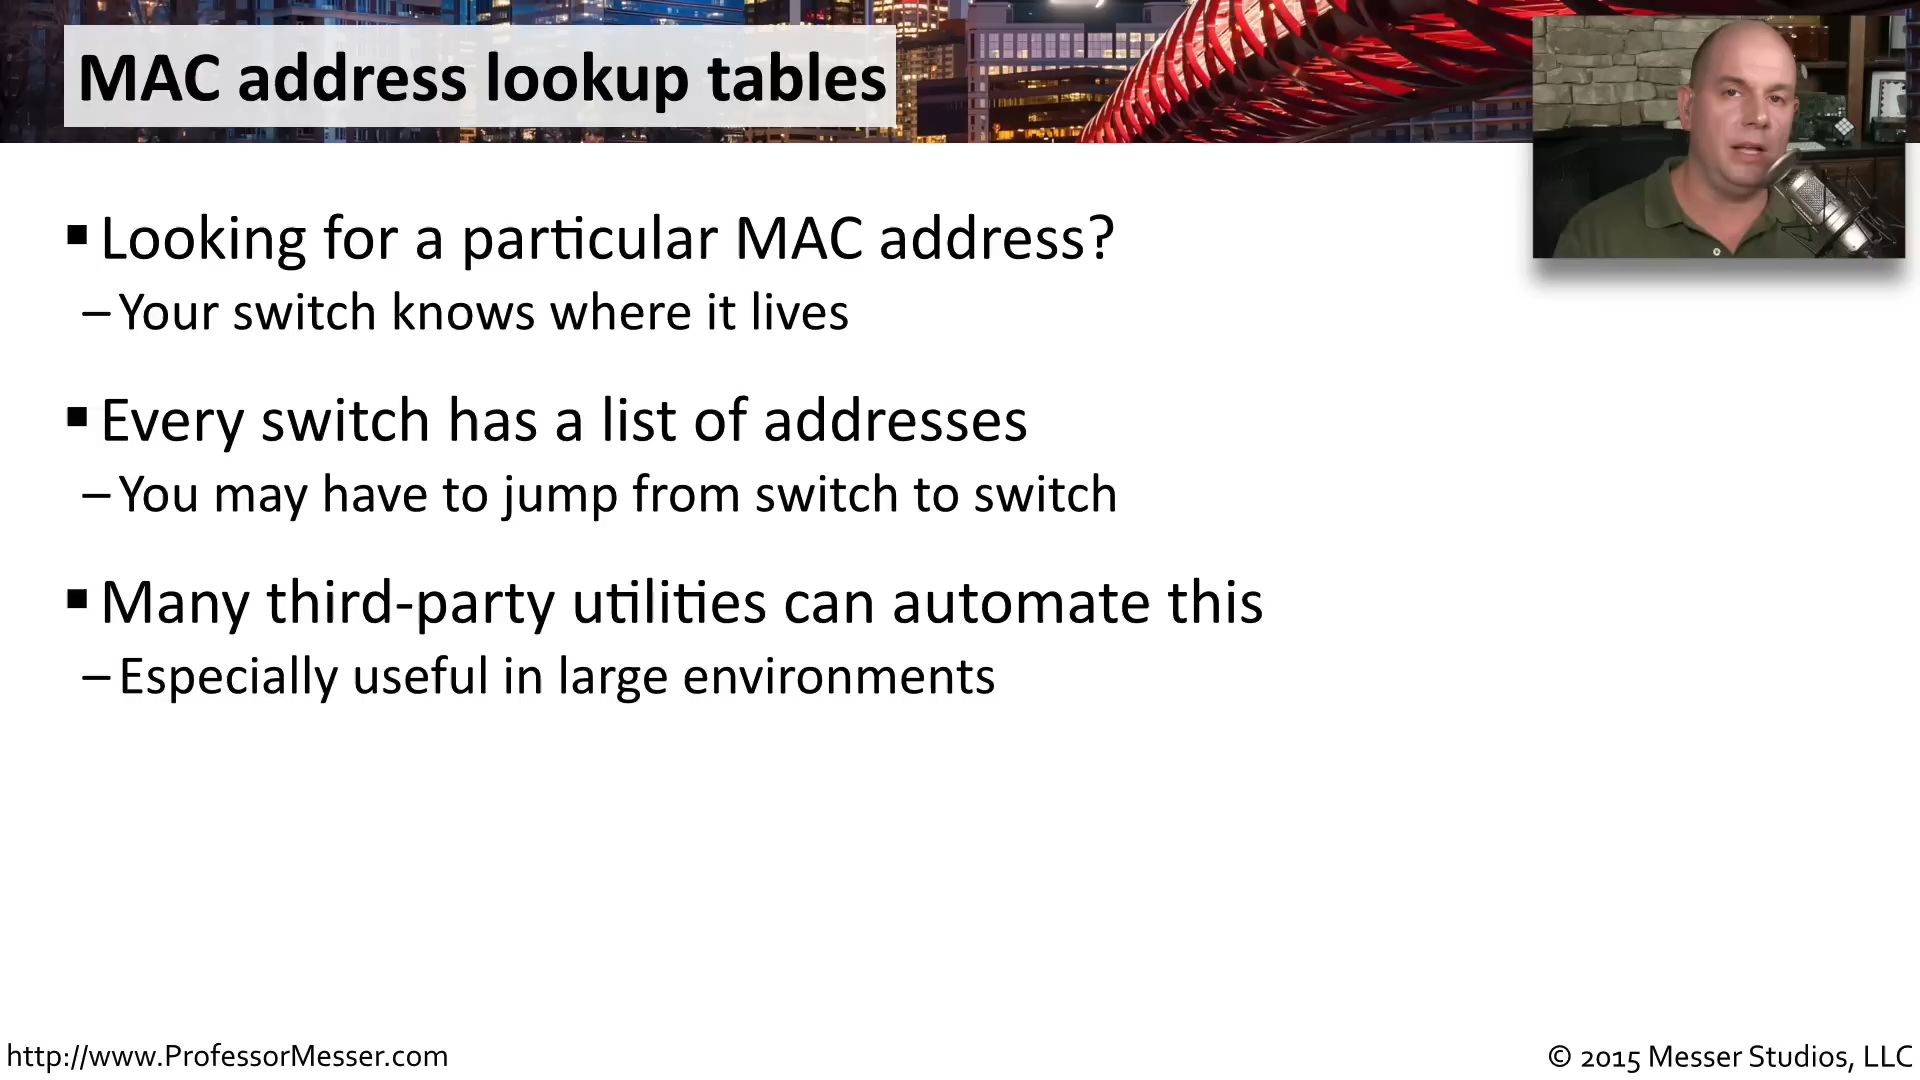 MAC address lookup tables
▪ Looking for a particular MAC address?
– Your switch knows where it lives
▪ Every switch has a list of addresses
– You may have to jump from switch to switch
▪ Many third-party utilities can automate this
– Especially useful in large environments
http://www.ProfessorMesser.com
© 2015 Messer Studios, LLC